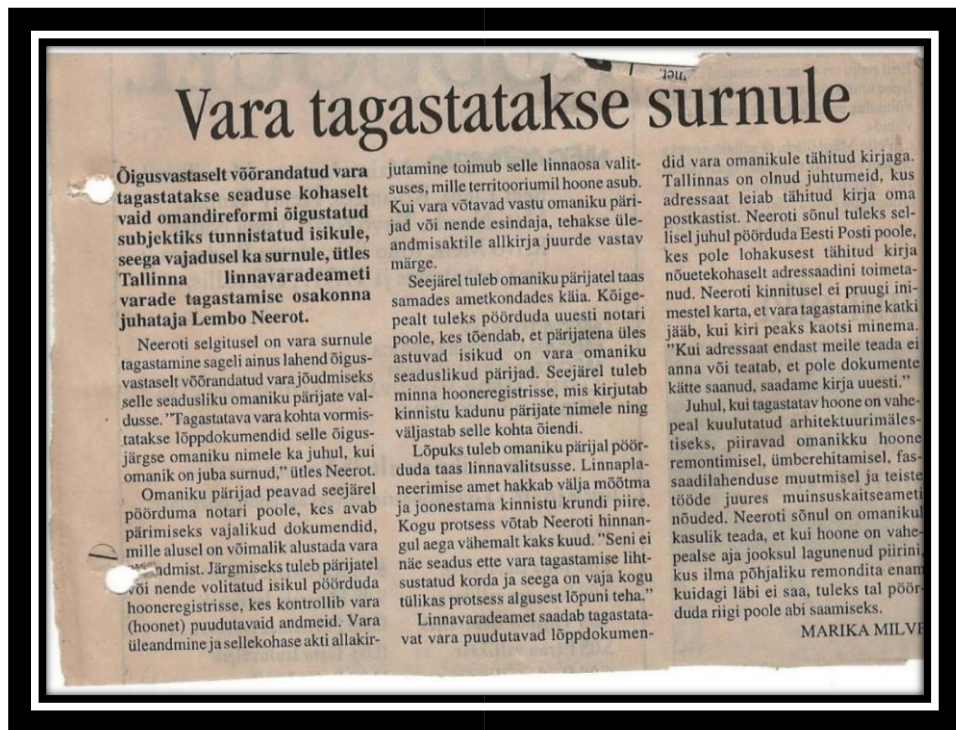 Vara tagastatakse surnule
Õigusvastaselt võõrandatud vara
tagastatakse seaduse kohaselt
vaid omandireformi õigustatud
subjektiks tunnistatud isikule,
seega vajadusel ka surnule, ütles
Tallinna linnavaradeameti
varade tagastamise osakonna
juhataja Lembo Neerot.
Neeroti selgitusel on vara surnule
tagastamine sageli ainus lahend õigus-
vastaselt võõrandatud vara jõudmiseks
selle seadusliku omaniku pärijate val-
dusse. "Tagastatava vara kohta vormis-
tatakse lõppdokumendid selle õigus-
järgse omaniku nimele ka juhul, kui
omanik on juba surnud," ütles Neerot.
Omaniku pärijad peavad seejärel
pöörduma notari poole, kes avab
pärimiseks vajalikud dokumendid,
mille alusel on võimalik alustada vara
ndmist. Järgmiseks tuleb pärijatel
või nende volitatud isikul pöörduda
hooneregistrisse, kes kontrollib vara
(hoonet) puudutavaid andmeid. Vara
üleandmine ja sellekohase akti allakir-
jutamine toimub selle linnaosa valit-
suses, mille territooriumil hoone asub.
Kui vara võtavad vastu omaniku päri-
jad või nende esindaja, tehakse üle-
andmisaktile allkirja juurde vastav
märge.
Seejärel tuleb omaniku pärijatel taas
samades ametkondades käia. Kõige-
pealt tuleks pöörduda uuesti notari
poole, kes tõendab, et pärijatena üles
astuvad isikud on vara omaniku
seaduslikud pärijad. Seejärel tuleb
minna hooneregistrisse, mis kirjutab
kinnistu kadunu pärijate nimele ning
väljastab selle kohta õiendi.
Lõpuks tuleb omaniku pärijal pöör-
duda taas linnavalitsusse. Linnapla-
neerimise amet hakkab välja mõõtma
ja joonestama kinnistu krundi piire.
Kogu protsess võtab Neeroti hinnan-
gul aega vähemalt kaks kuud. "Seni ei
näe seadus ette vara tagastamise liht-
sustatud korda ja seega on vaja kogu
tülikas protsess algusest lõpuni teha."
Linnavaradeamet saadab tagastata-
vat vara puudutavad lõppdokumen-
did vara omanikule tähitud kirjaga.
Tallinnas on olnud juhtumeid, kus
adressaat leiab tähitud kirja oma
postkastist. Neeroti sõnul tuleks sel-
lisel juhul pöörduda Eesti Posti poole,
kes pole lohakusest tähitud kirja
nõuetekohaselt adressaadini toimeta-
nud. Neeroti kinnitusel ei pruugi ini-
mestel karta, et vara tagastamine katki
jääb, kui kiri peaks kaotsi minema.
"Kui adressaat endast meile teada ei
anna või teatab, et pole dokumente
kätte saanud, saadame kirja uuesti."
Juhul, kui tagastatav hoone on vahe-
peal kuulutatud arhitektuurimäles-
tiseks, piiravad omanikku hoone
remontimisel, ümberehitamisel, fas-
saadilahenduse muutmisel ja teiste
tööde juures muinsuskaitseameti
nõuded. Neeroti sõnul on omanikul
kasulik teada, et kui hoone on vahe-
pealse aja jooksul lagunenud piirini,
kus ilma põhjaliku remondita enam
kuidagi läbi ei saa, tuleks tal pöör-
duda riigi poole abi saamiseks.
MARIKA MILVE